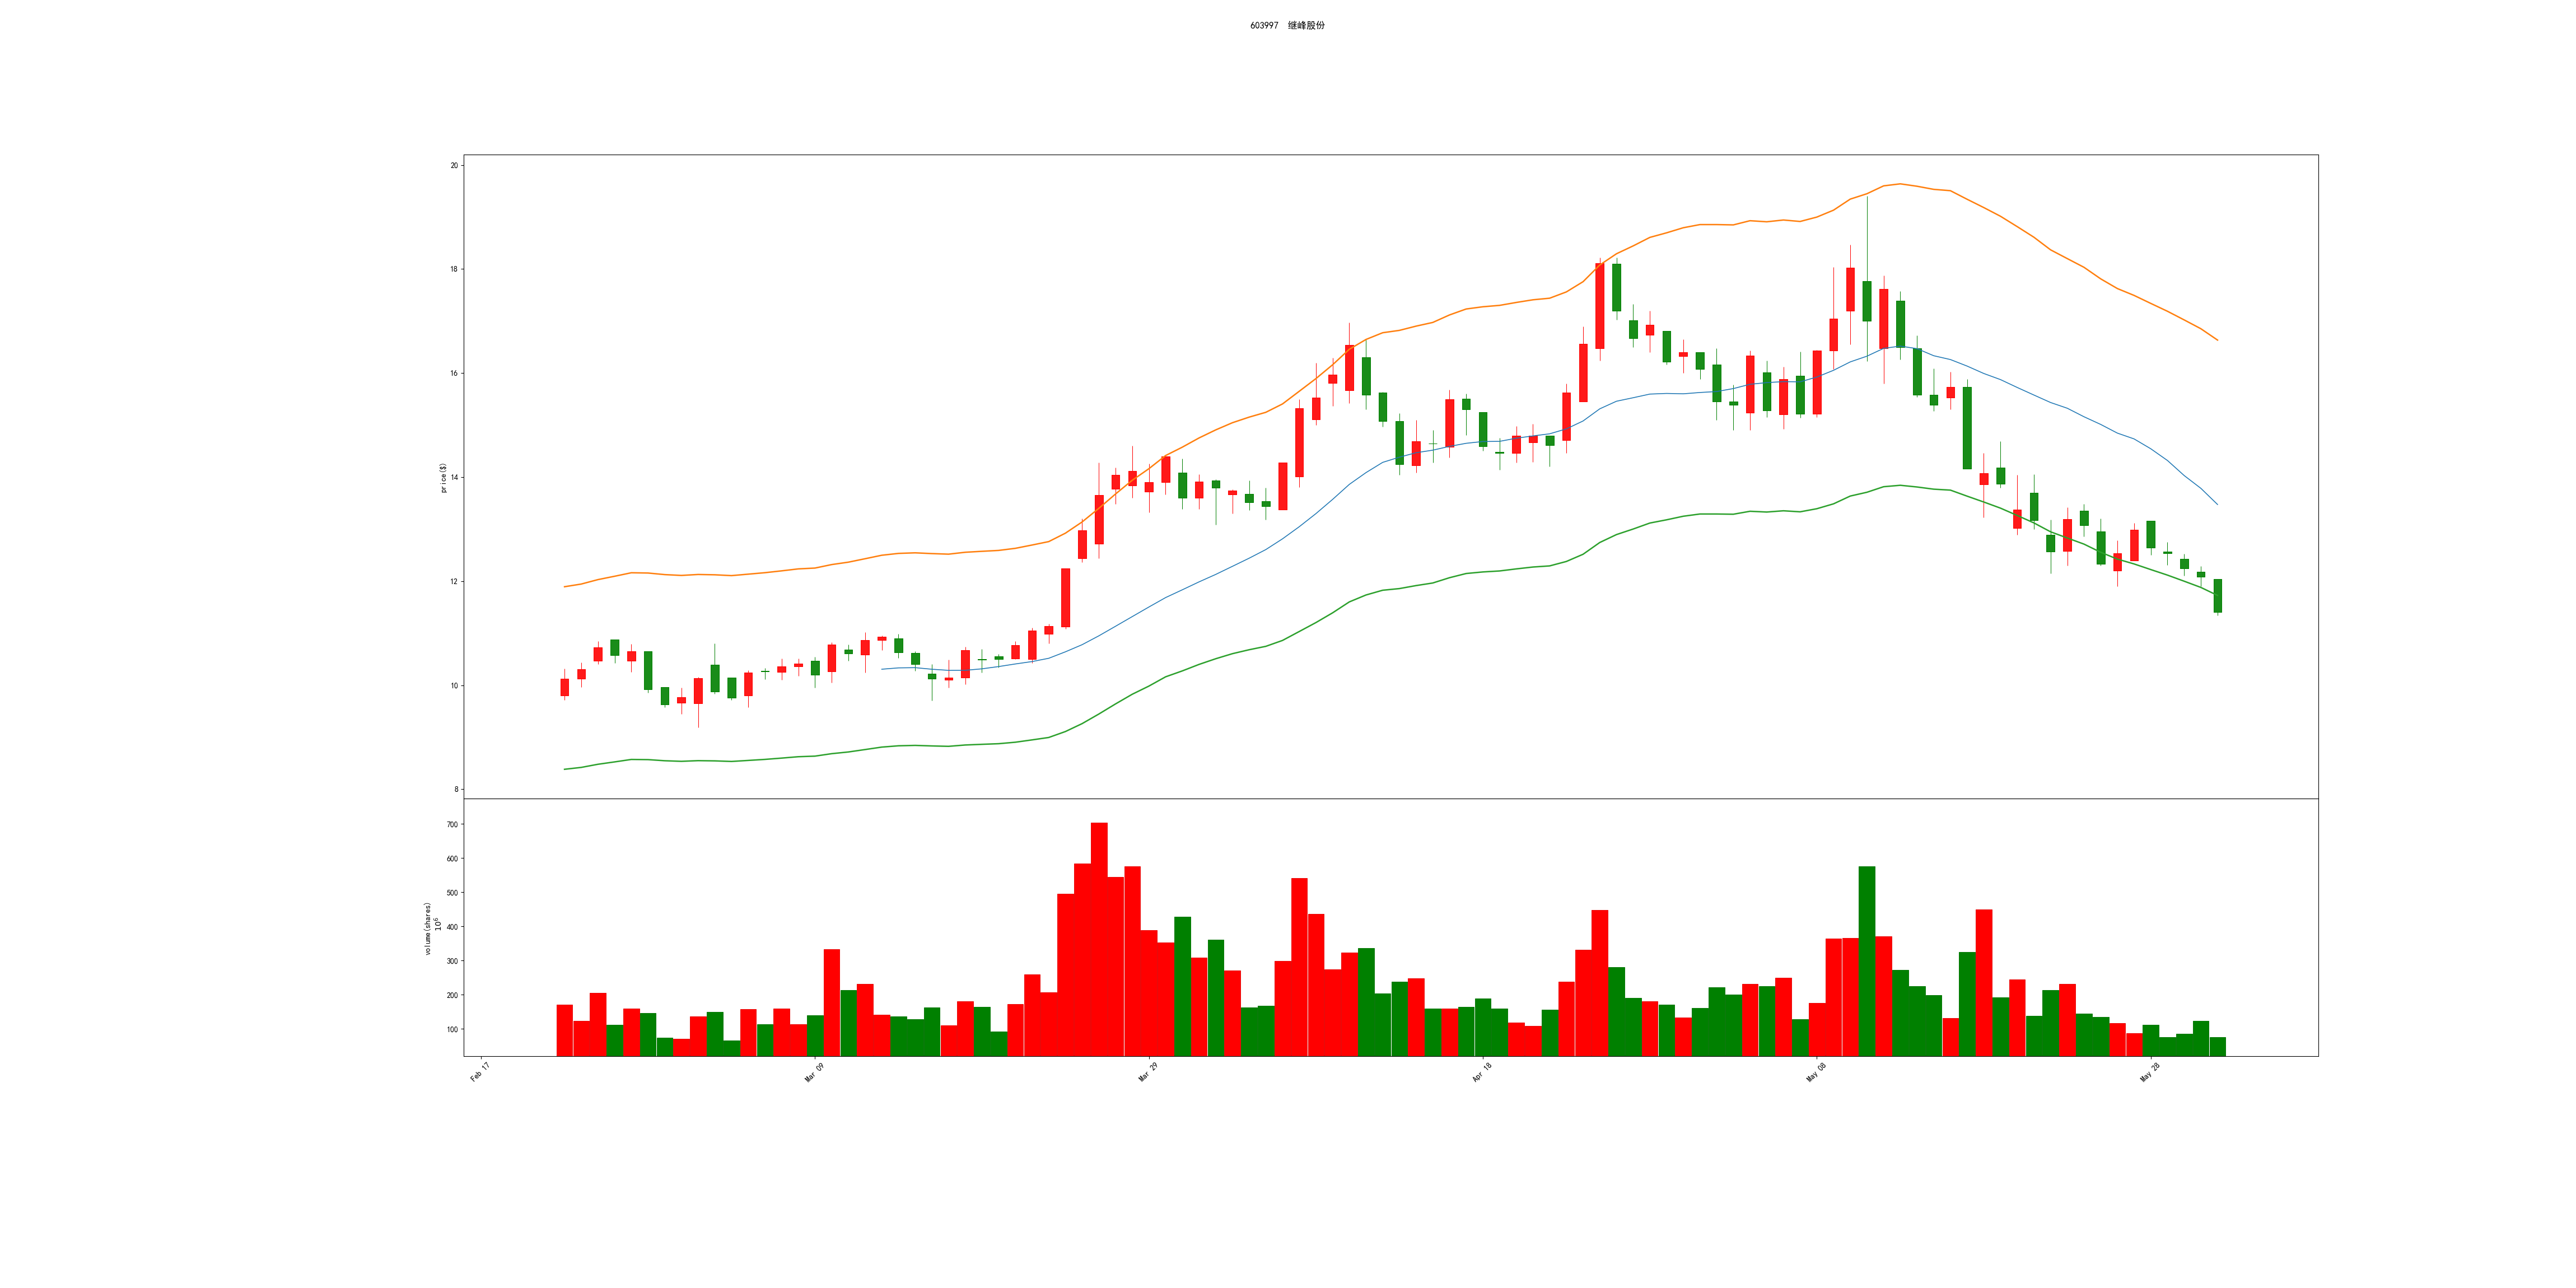 603997 继峰股份
20
18
16
14
12
10
8
price($)
700
600
500
400
300
200
100
volume(shares)
10^6
Feb 17
Mar 09
Mar 29
Apr 18
May 08
May 28